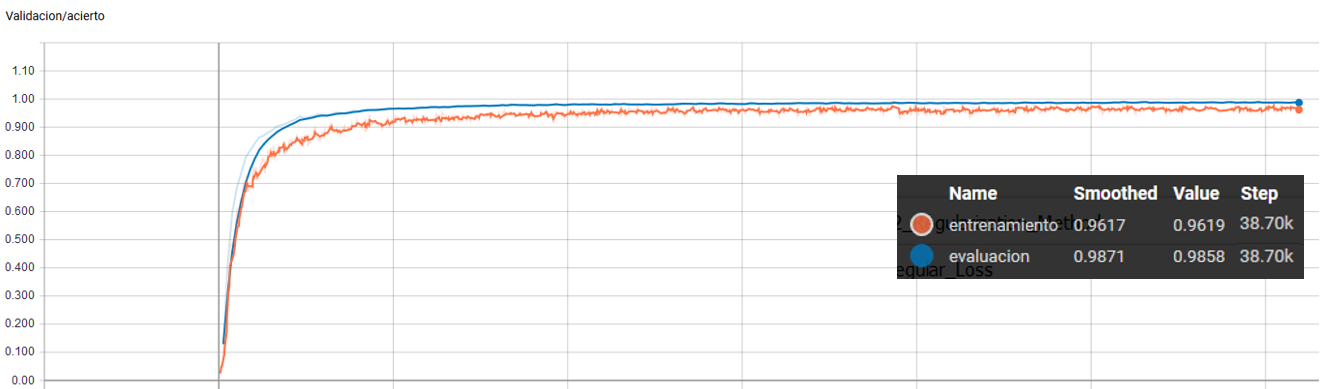 Validacion/acierto
1.10
1.00
0.900
0.800
0.700
0.600
0.500
0.400
0.300
0.200
0.100
0.00
Name Smoothed Value Step
entrenamiento 0.9617 0.9619 38.70k
evaluacion 0.9871 0.9858 38.70k
egular_Loss